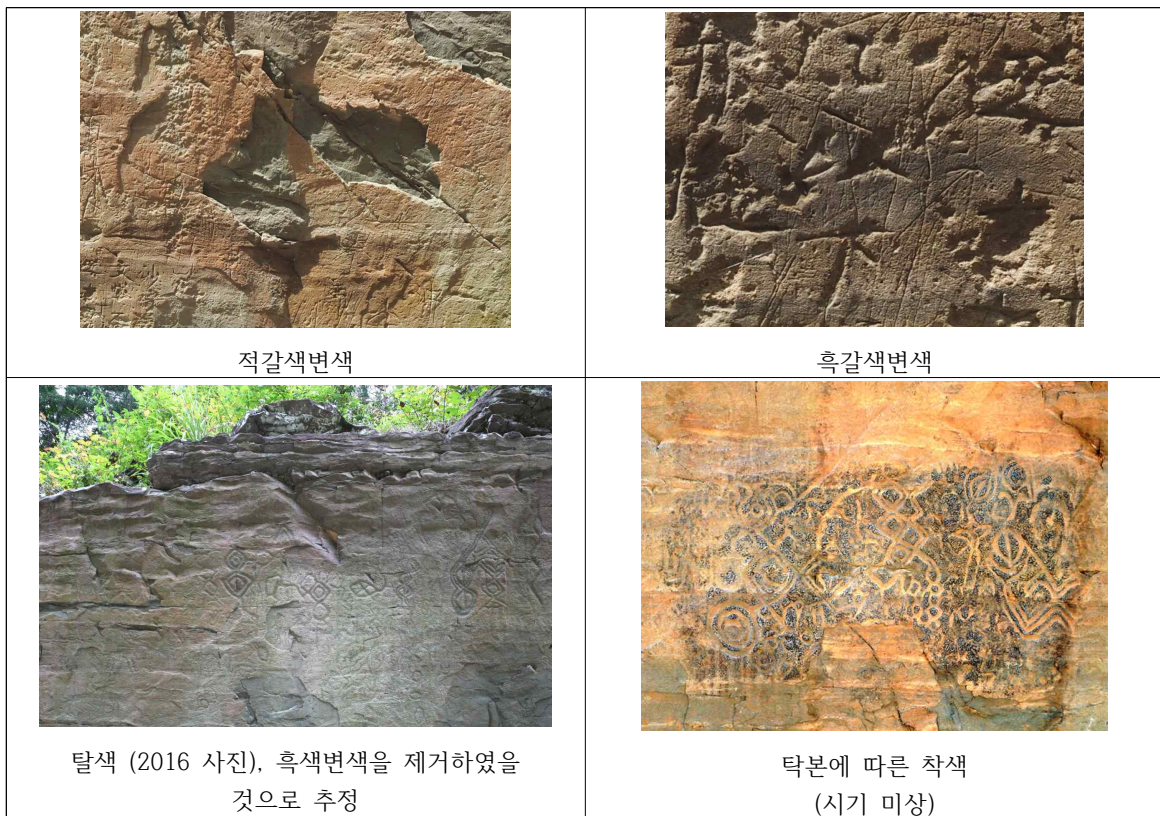 적갈색변색
흑갈색변색
탈색 (2016 사진), 흑색변색을 제거하였을
것으로 추정
탁본에 따른 착색
(시기 미상)